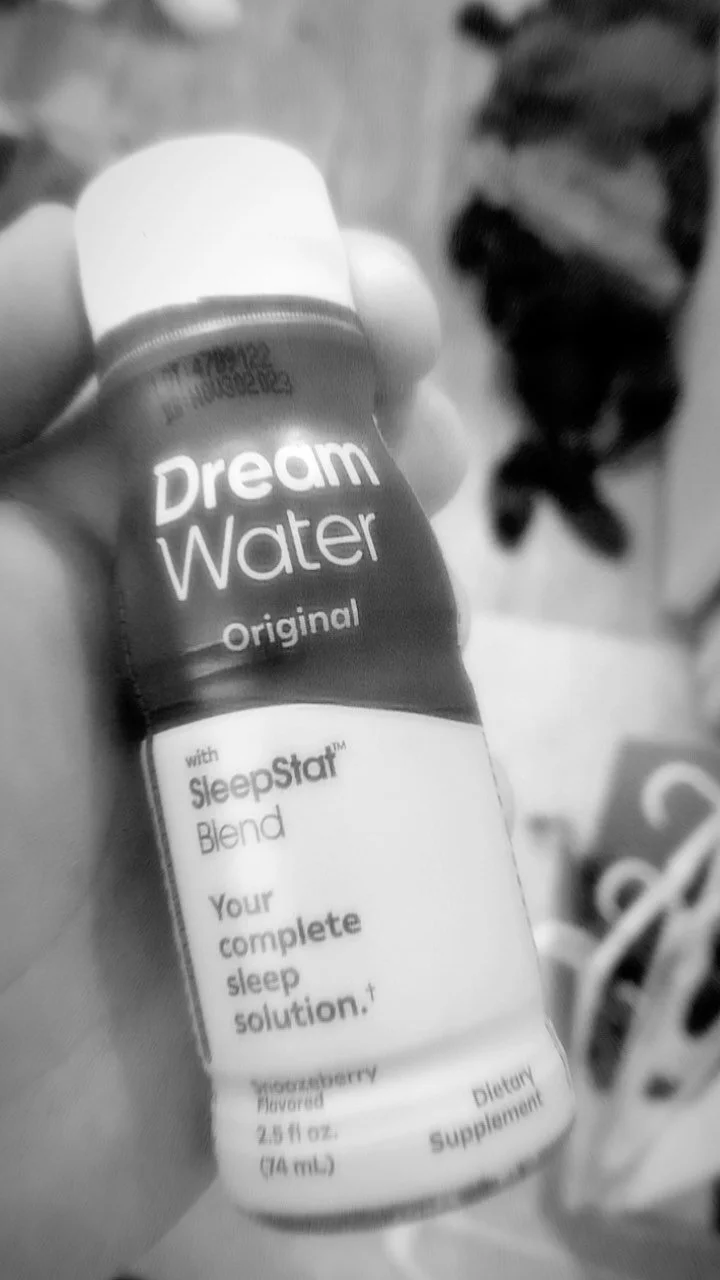 Dream
Water
Original
with
SleepStat™
Blend
Your
complete
sleep
solution.†
Snoozeberry
Flavored
2.5 fl oz.
(74 mL)
Dietary
Supplement